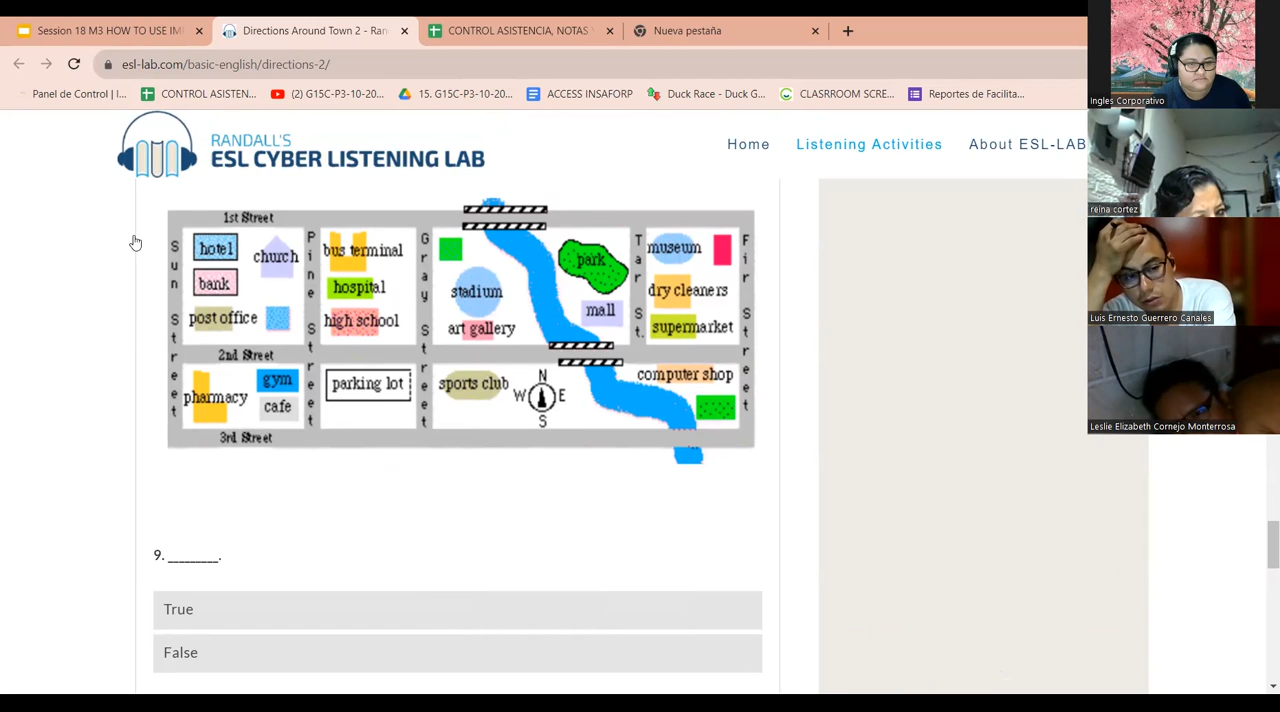 Session 18 M3 HOW TO USE IM
Directions Around Town 2 - Ran
CONTROL ASISTENCIA, NOTAS Y
Nueva pestaña
esl-lab.com/basic-english/directions-2/
Panel de Control | I...
CONTROL ASISTEN...
(2) G15C-P3-10-20...
15. G15C-P3-10-20...
ACCESS INSAFORP
Duck Race - Duck G...
CLASRROOM SCRE...
Reportes de Facilita...
RANDALL'S
ESL CYBER LISTENING LAB
Home
Listening Activities
About ESL-LAB
1st Street
Sun Street
hotel
church
bank
post office
Pine Street
bus terminal
hospital
high school
Gray Street
stadium
art gallery
park
mall
Tar St.
museum
dry cleaners
supermarket
Fir Street
2nd Street
pharmacy
gym
cafe
parking lot
sports club
N
W E
S
computer shop
3rd Street
9. ________.
True
False
Ingles Corporativo
reina cortez
Luis Ernesto Guerrero Canales
Leslie Elizabeth Cornejo Monterrosa